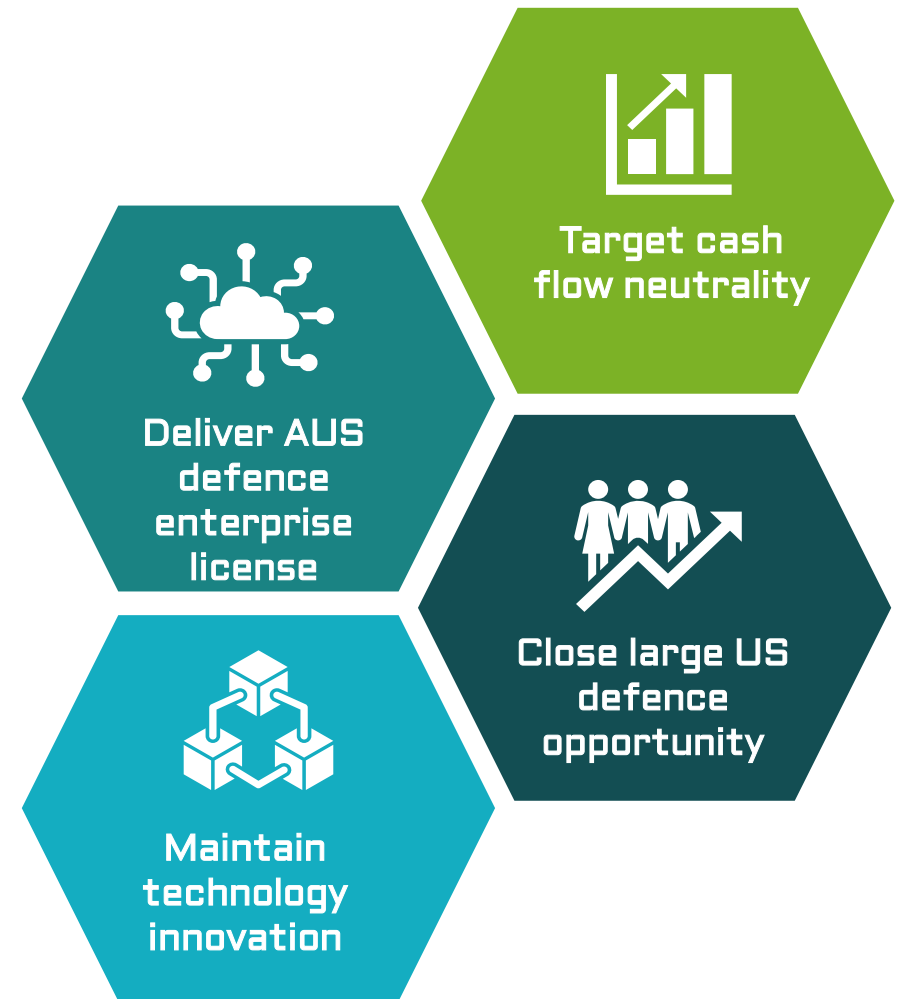 Target cash
flow neutrality
Deliver AUS
defence
enterprise
license
Close large US
defence
opportunity
Maintain
technology
innovation